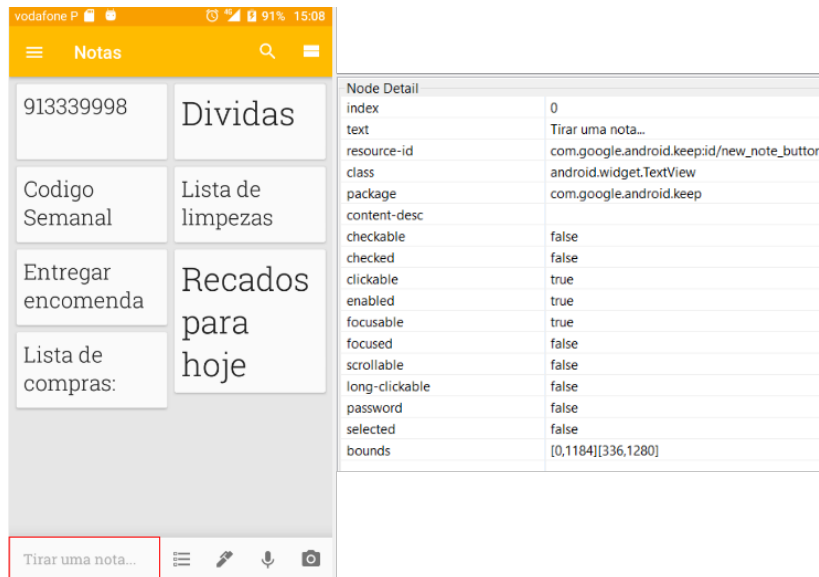 vodafone P 4G 91% 15:08
Notas
913339998
Dividas
Codigo
Semanal
Lista de
limpezas
Entregar
encomenda
Recados
para
hoje
Lista de
compras:
Tirar uma nota...
Node Detail
index 0
text Tirar uma nota...
resource-id com.google.android.keep:id/new_note_button
class android.widget.TextView
package com.google.android.keep
content-desc
checkable false
checked false
clickable true
enabled true
focusable true
focused false
scrollable false
long-clickable false
password false
selected false
bounds [0,1184][336,1280]